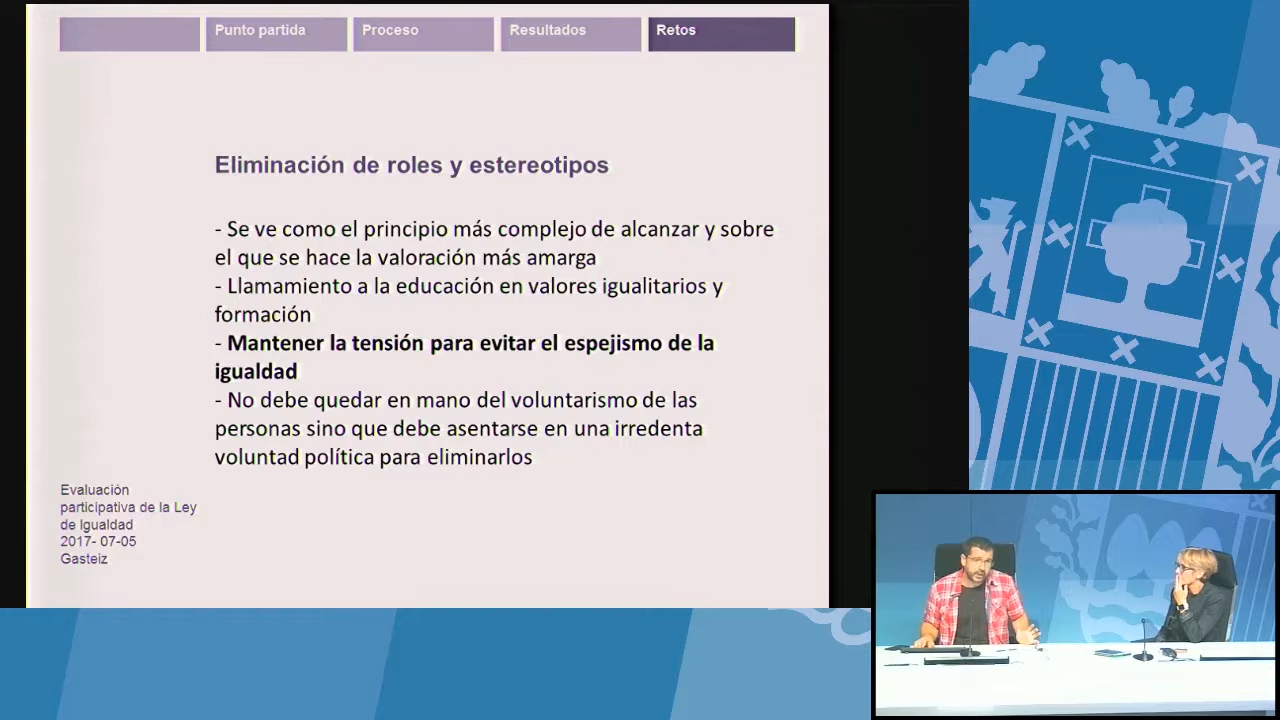 Punto partida
Proceso
Resultados
Retos
Eliminación de roles y estereotipos
- Se ve como el principio más complejo de alcanzar y sobre
el que se hace la valoración más amarga
- Llamamiento a la educación en valores igualitarios y
formación
- Mantener la tensión para evitar el espejismo de la
igualdad
- No debe quedar en mano del voluntarismo de las
personas sino que debe asentarse en una irredenta
voluntad política para eliminarlos
Evaluación
participativa de la Ley
de Igualdad
2017- 07-05
Gasteiz